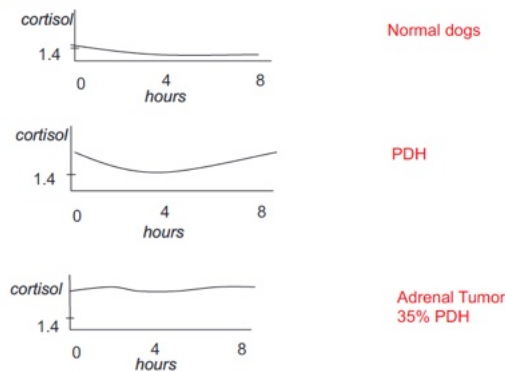 cortisol
1.4
0 4 8
hours
Normal dogs
cortisol
1.4
0 4 8
hours
PDH
cortisol
1.4
0 4 8
hours
Adrenal Tumor
35% PDH